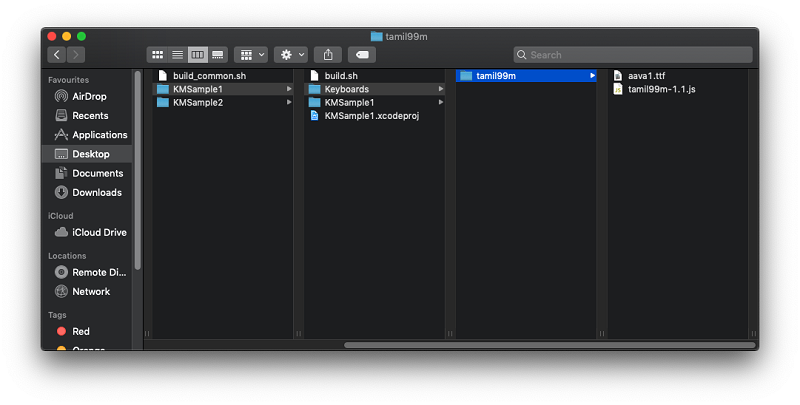 tamil99m
Search
Favourites
AirDrop
Recents
Applications
Desktop
Documents
Downloads
iCloud
iCloud Drive
Locations
Remote Di...
Network
Tags
Red
Orange
build_common.sh
KMSample1
KMSample2
build.sh
Keyboards
KMSample1
KMSample1.xcodeproj
tamil99m
aava1.ttf
tamil99m-1.1.js